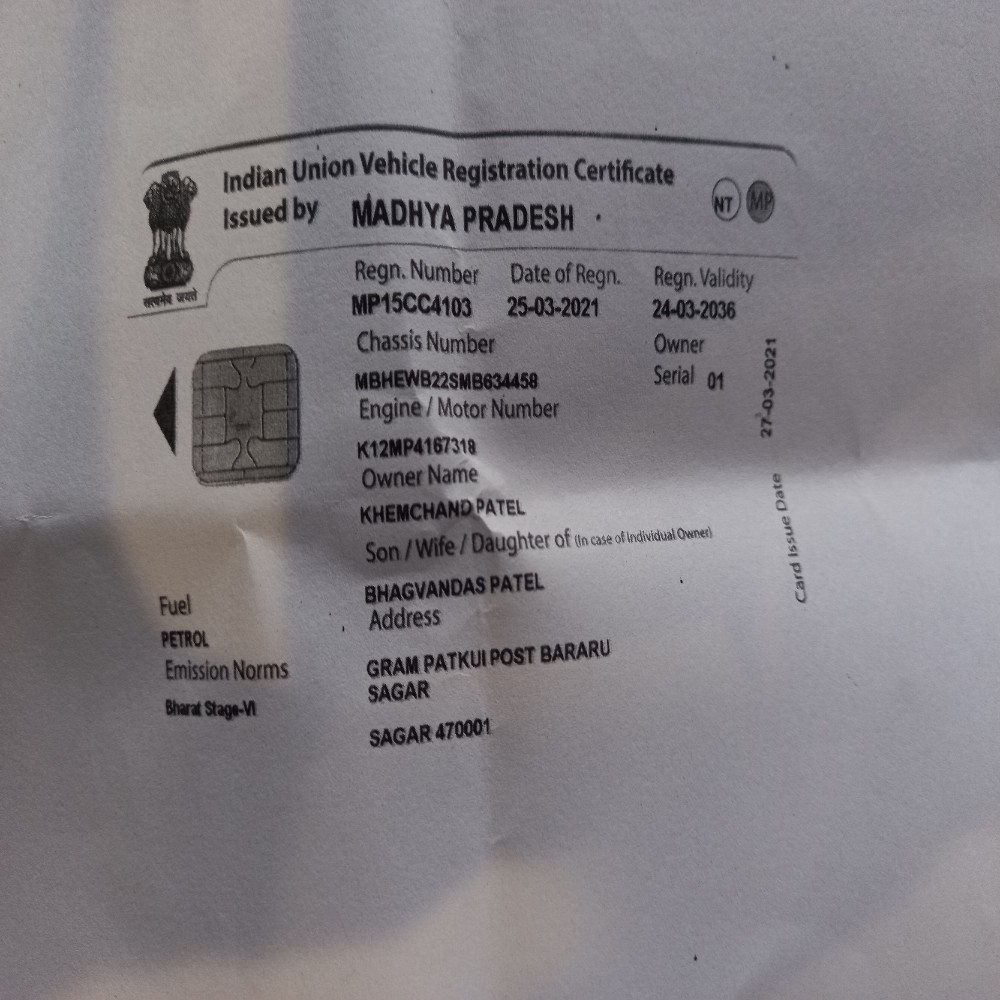 Indian Union Vehicle Registration Certificate
Issued by MADHYA PRADESH
NT MP
सत्यमेव जयते
Regn. Number Date of Regn. Regn. Validity
MP15CC4103 25-03-2021 24-03-2036
Chassis Number Owner
MBHEWB22SMB634458 Serial 01
Engine / Motor Number
K12MP4167318
Owner Name
KHEMCHAND PATEL
Son / Wife / Daughter of (In case of Individual Owner)
BHAGVANDAS PATEL
Address
GRAM PATKUI POST BARARU
SAGAR
SAGAR 470001
Fuel
PETROL
Emission Norms
Bharat Stage-VI
Card Issue Date 27-03-2021